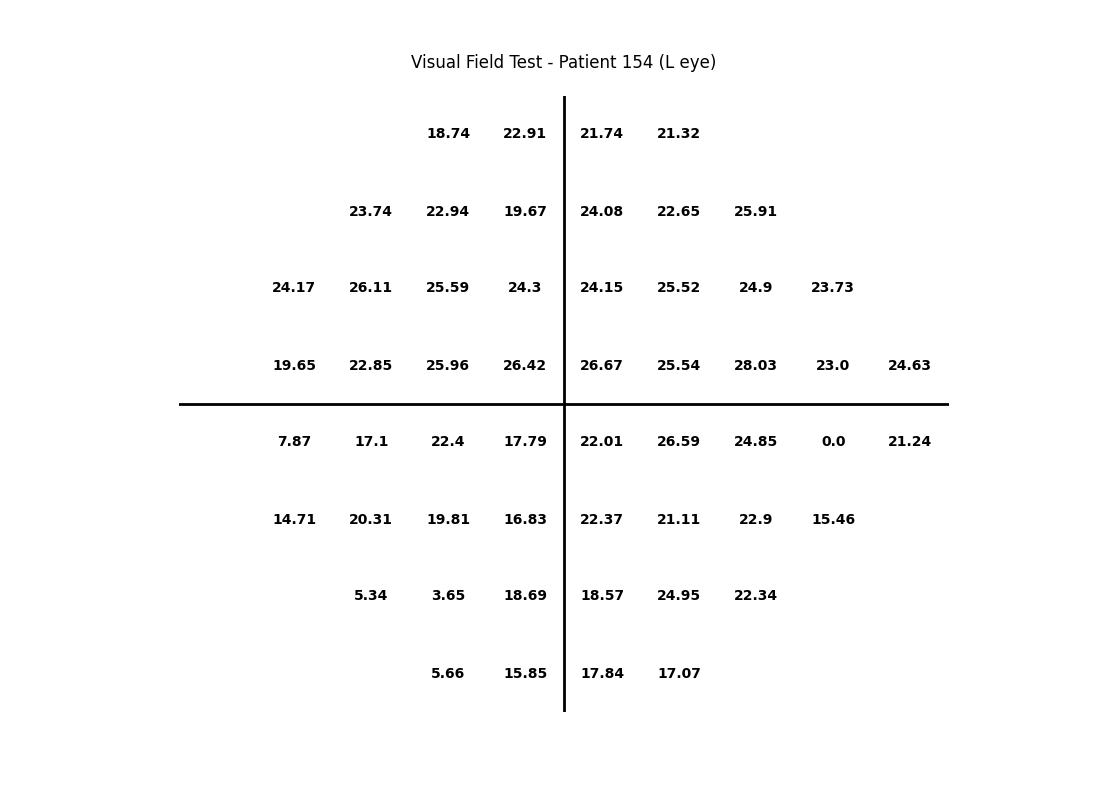 Visual Field Test - Patient 154 (L eye)
18.74 22.91 21.74 21.32
23.74 22.94 19.67 24.08 22.65 25.91
24.17 26.11 25.59 24.3 24.15 25.52 24.9 23.73
19.65 22.85 25.96 26.42 26.67 25.54 28.03 23.0 24.63
7.87 17.1 22.4 17.79 22.01 26.59 24.85 0.0 21.24
14.71 20.31 19.81 16.83 22.37 21.11 22.9 15.46
5.34 3.65 18.69 18.57 24.95 22.34
5.66 15.85 17.84 17.07